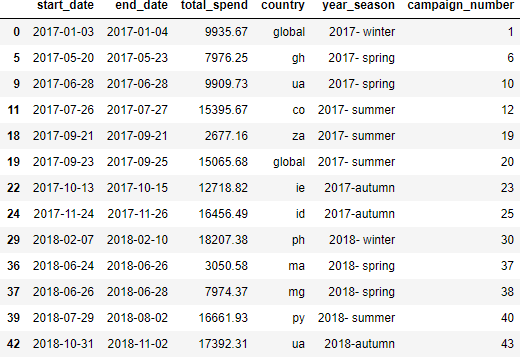 start_date end_date total_spend country year_season campaign_number
0 2017-01-03 2017-01-04 9935.67 global 2017- winter 1
5 2017-05-20 2017-05-23 7976.25 gh 2017- spring 6
9 2017-06-28 2017-06-28 9909.73 ua 2017- spring 10
11 2017-07-26 2017-07-27 15395.67 co 2017- summer 12
18 2017-09-21 2017-09-21 2677.16 za 2017- summer 19
19 2017-09-23 2017-09-25 15065.68 global 2017- summer 20
22 2017-10-13 2017-10-15 12718.82 ie 2017-autumn 23
24 2017-11-24 2017-11-26 16456.49 id 2017-autumn 25
29 2018-02-07 2018-02-10 18207.38 ph 2018- winter 30
36 2018-06-24 2018-06-26 3050.58 ma 2018- spring 37
37 2018-06-26 2018-06-28 7974.37 mg 2018- spring 38
39 2018-07-29 2018-08-02 16661.93 py 2018- summer 40
42 2018-10-31 2018-11-02 17392.31 ua 2018-autumn 43